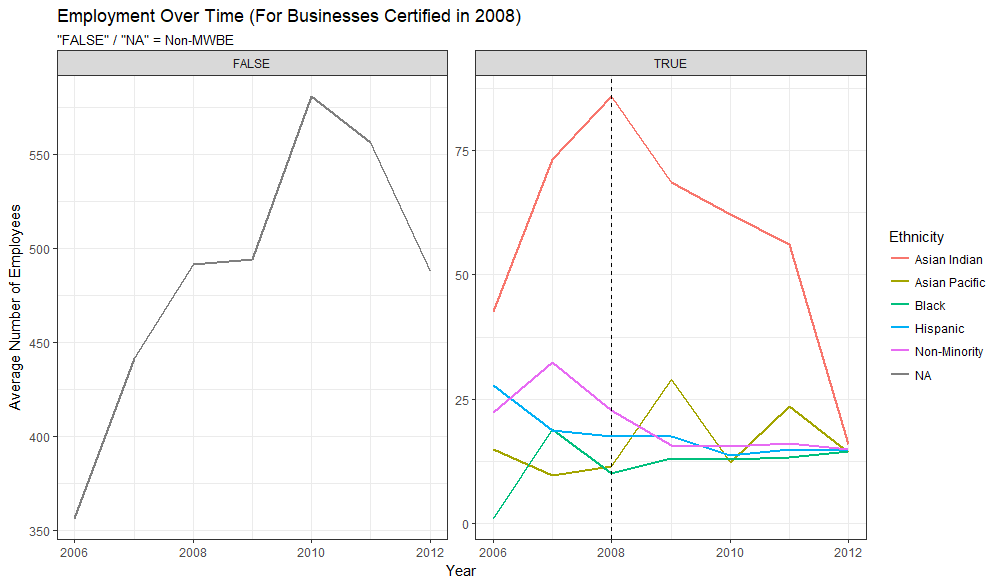 Employment Over Time (For Businesses Certified in 2008)
"FALSE" / "NA" = Non-MWBE
FALSE
TRUE
Average Number of Employees
550
500
450
400
350
75
50
25
0
2006
2008
2010
2012
2006
2008
2010
2012
Year
Ethnicity
Asian Indian
Asian Pacific
Black
Hispanic
Non-Minority
NA